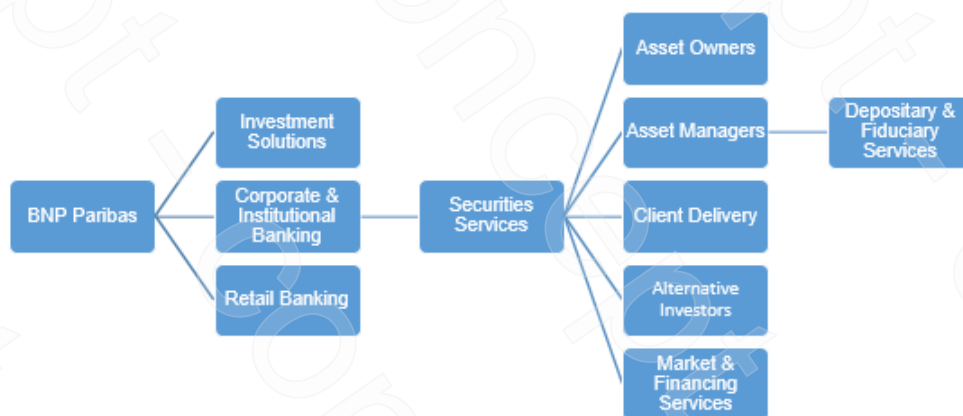 BNP Paribas
Investment
Solutions
Corporate &
Institutional
Banking
Retail Banking
Securities
Services
Asset Owners
Asset Managers
Client Delivery
Alternative
Investors
Market &
Financing
Services
Depositary &
Fiduciary
Services